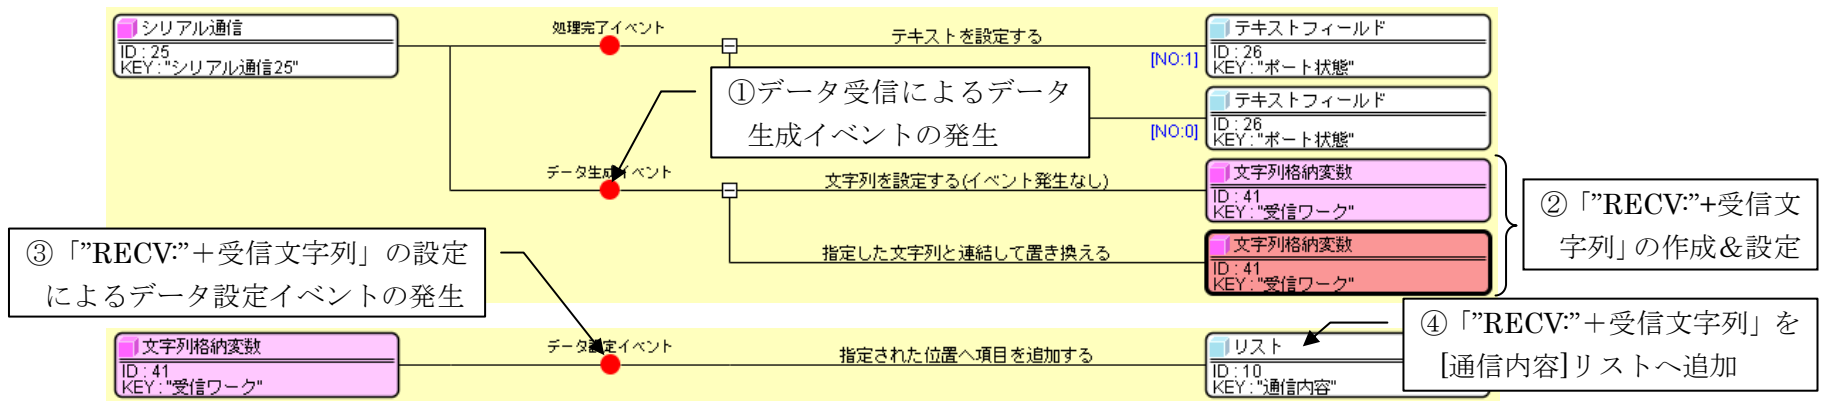 シリアル通信
ID : 25
KEY : "シリアル通信25"
処理完了イベント
テキストを設定する
[NO:1]
テキストフィールド
ID : 26
KEY : "ポート状態"
①データ受信によるデータ
生成イベントの発生
[NO:0]
テキストフィールド
ID : 26
KEY : "ポート状態"
データ生成イベント
文字列を設定する(イベント発生なし)
文字列格納変数
ID : 41
KEY : "受信ワーク"
②「”RECV:”+受信文
字列」の作成＆設定
指定した文字列と連結して置き換える
文字列格納変数
ID : 41
KEY : "受信ワーク"
③「”RECV:”＋受信文字列」の設定
によるデータ設定イベントの発生
文字列格納変数
ID : 41
KEY : "受信ワーク"
データ設定イベント
指定された位置へ項目を追加する
リスト
ID : 10
KEY : "通信内容"
④「”RECV:”＋受信文字列」を
[通信内容]リストへ追加